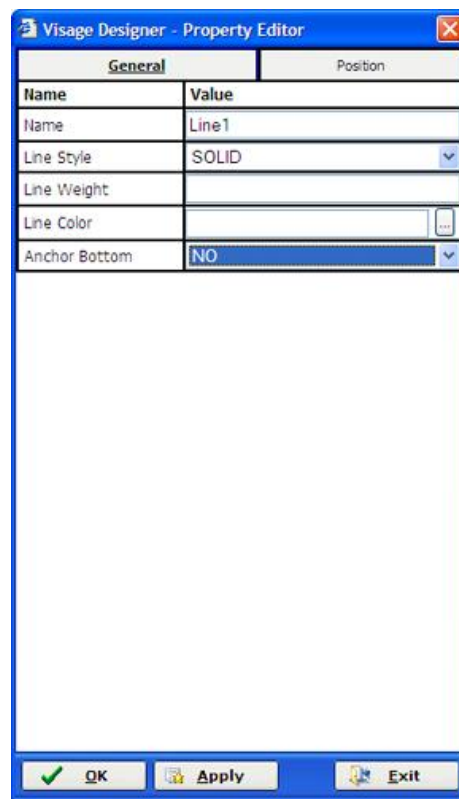 Visage Designer - Property Editor
General Position
Name Value
Name Line1
Line Style SOLID
Line Weight
Line Color ...
Anchor Bottom NO
OK Apply Exit